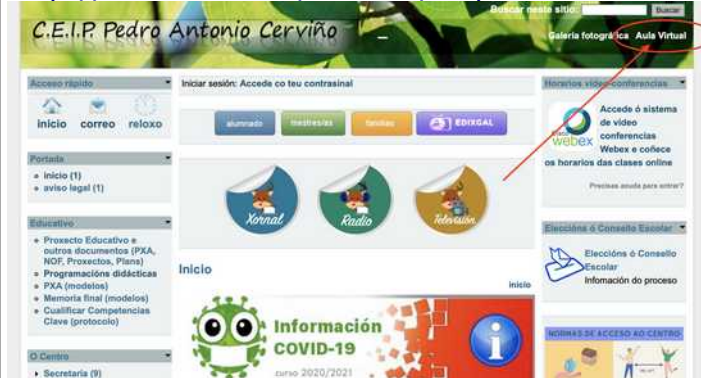 Buscar neste sitio:
Buscar
C.E.I.P. Pedro Antonio Cerviño
Galería fotográfica Aula Virtual
Acceso rápido
inicio correo reloxo
Portada
inicio (1)
aviso legal (1)
Educativo
Proxecto Educativo e
outros documentos (PXA,
NOF, Proxectos, Plans)
Programacións didácticas
PXA (modelos)
Memoria final (modelos)
Cualificar Competencias
Clave (protocolo)
O Centro
Secretaría (9)
Iniciar sesión: Accede co teu contrasinal
alumnado
mestres/as
familias
EDIXGAL
Xornal
Radio
Televisión
Inicio
inicio
Información
COVID-19
curso 2020/2021
Horarios video-conferencias
webex
Accede ó sistema
de video
conferencias
Webex e coñece
os horarios das clases online
Precisas axuda para entrar?
Eleccións ó Consello Escolar
Eleccións ó Consello
Escolar
Infomación do proceso
NORMAS DE ACCESO AO CENTRO